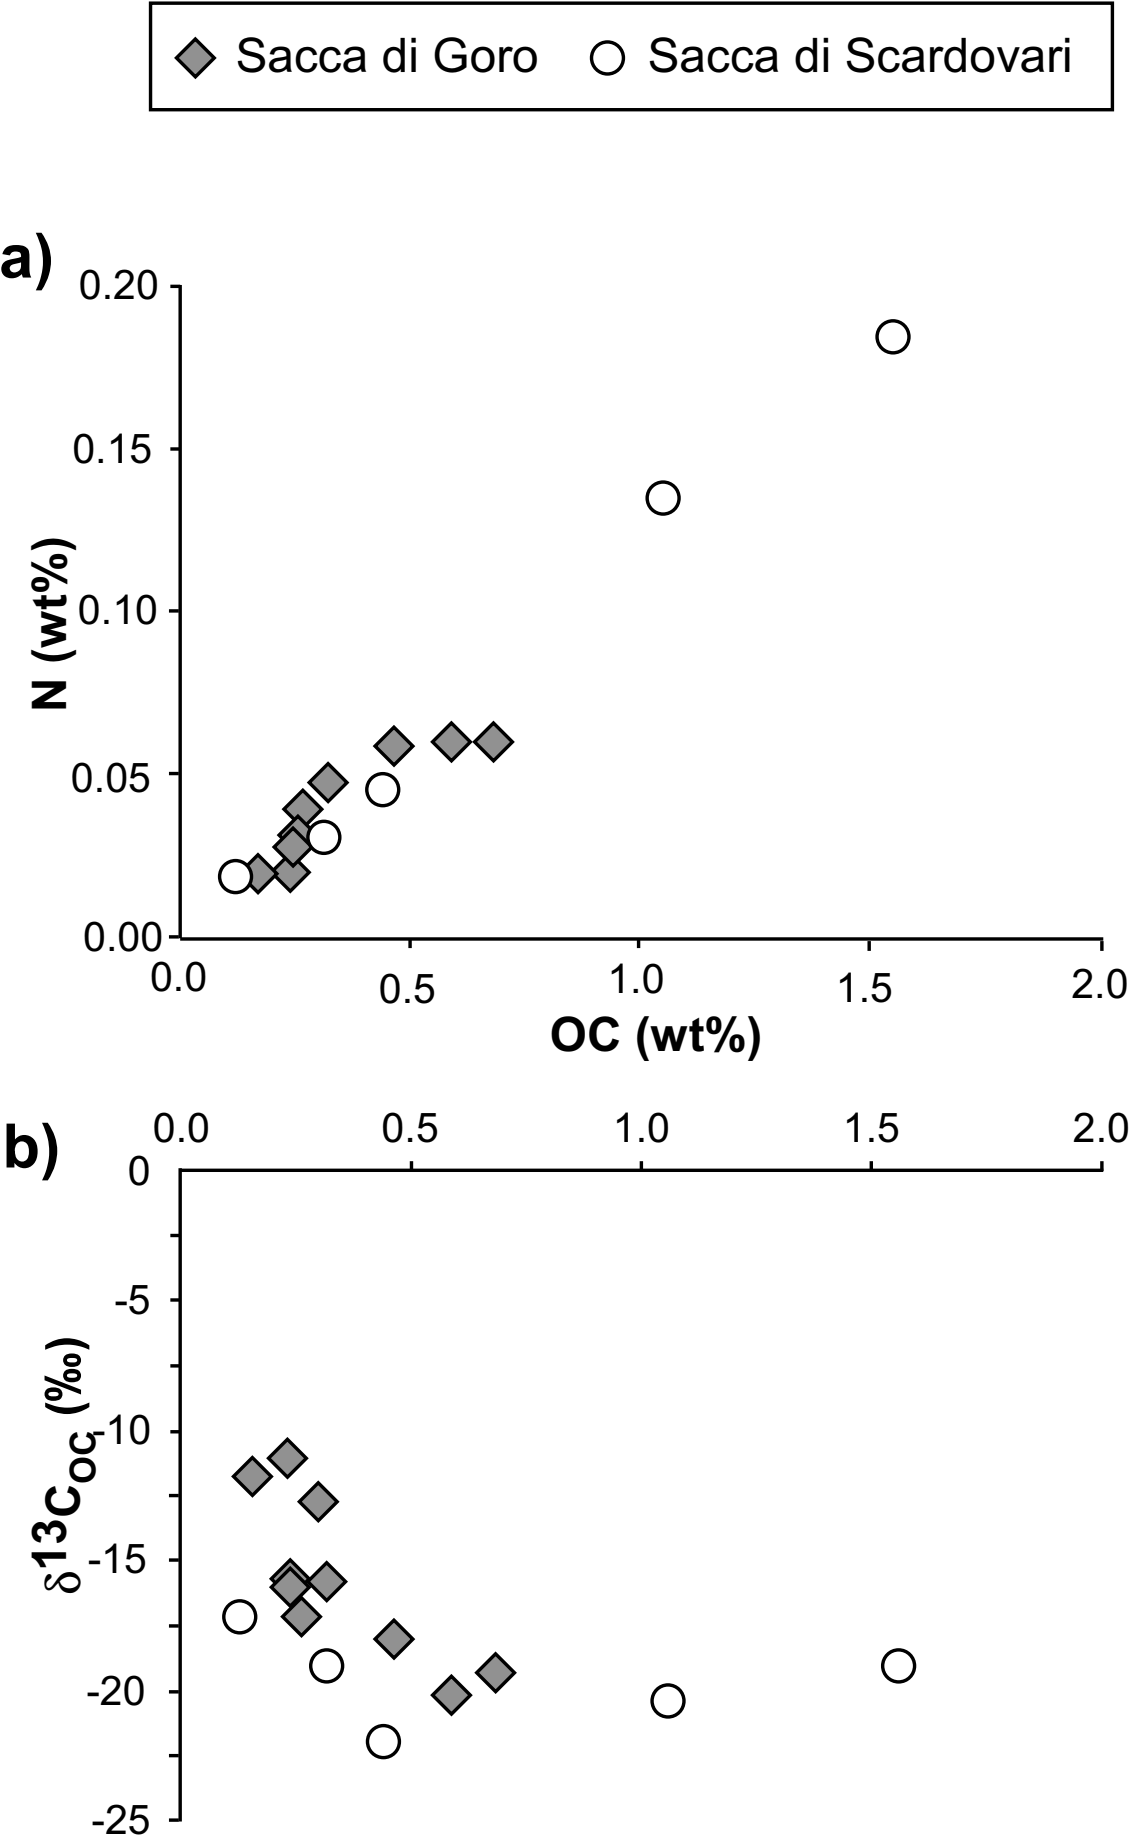 Sacca di Goro Sacca di Scardovari
a)
0.20
0.15
0.10
0.05
0.00
N (wt%)
0.0 0.5 1.0 1.5 2.0
OC (wt%)
b)
0.0 0.5 1.0 1.5 2.0
0
-5
-10
-15
-20
-25
δ13COC (‰)